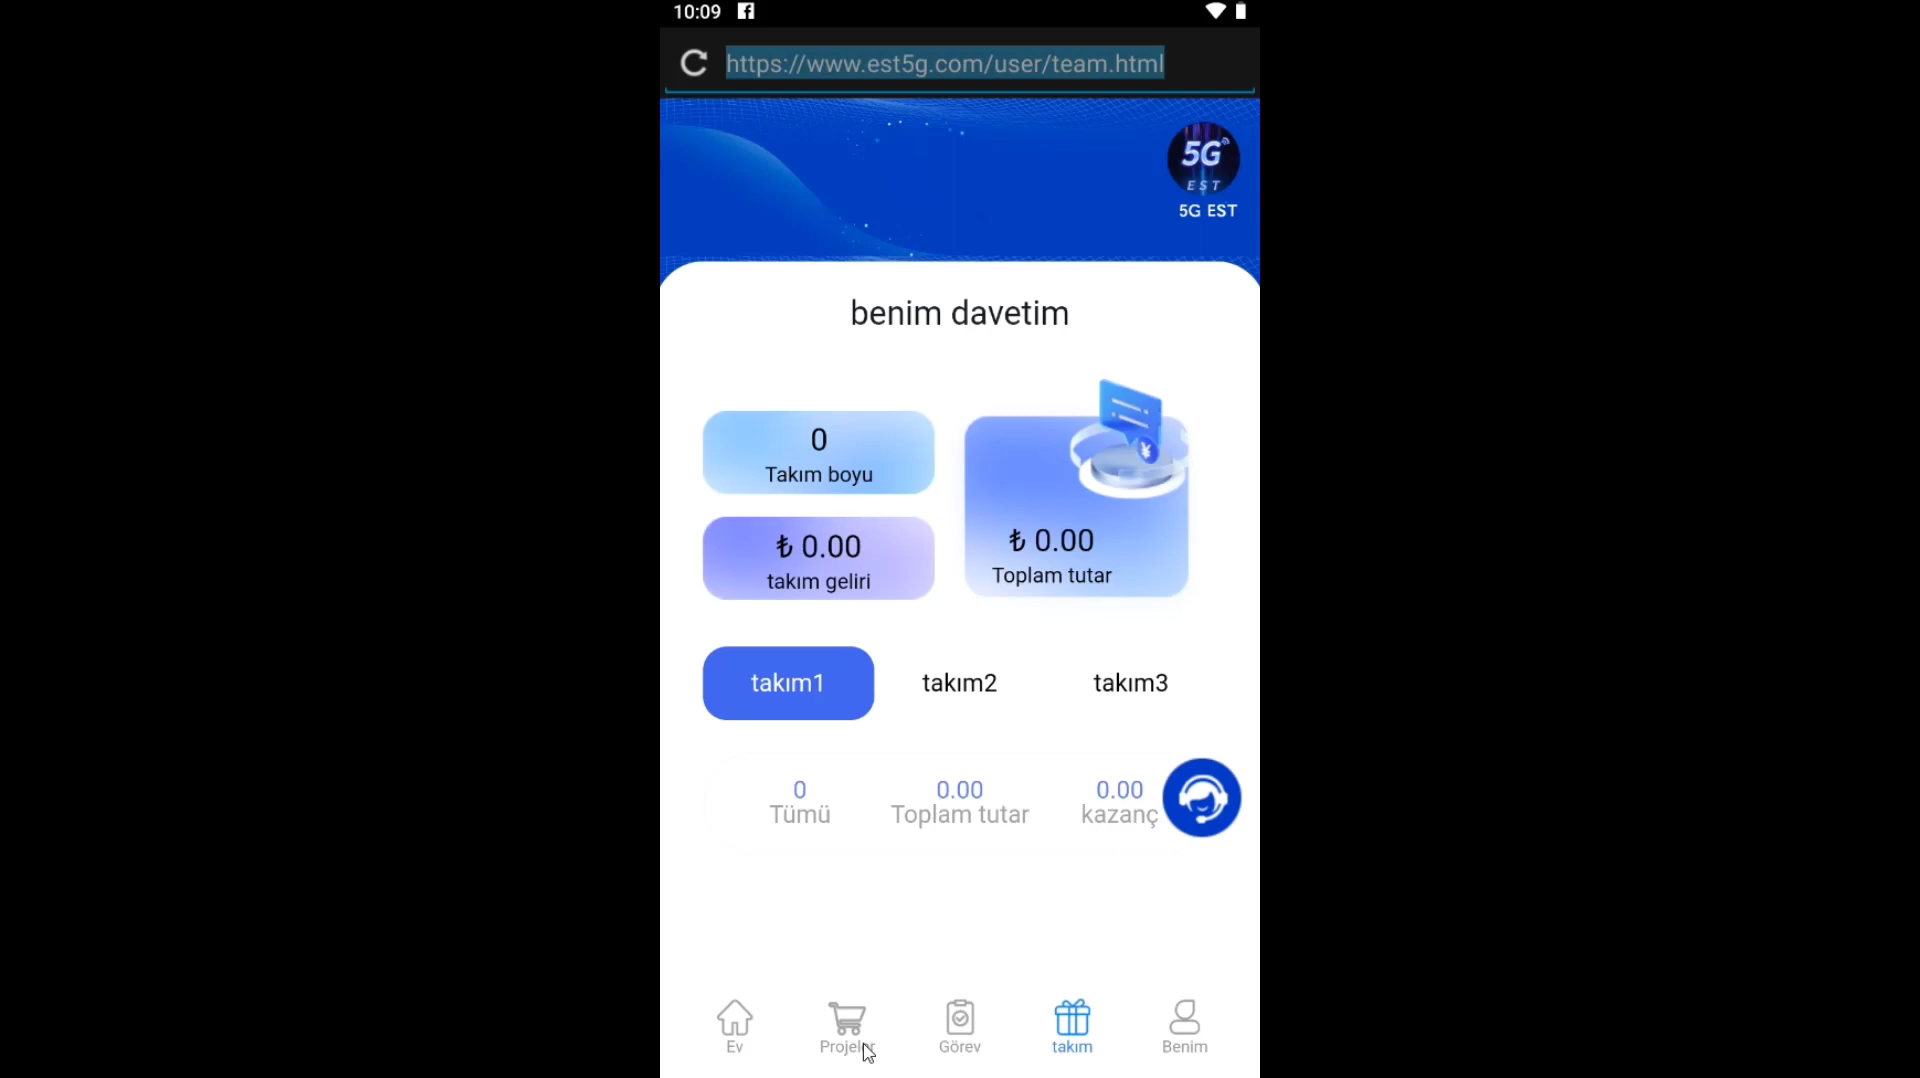 10:09
https://www.est5g.com/user/team.html
5G
EST
5G EST
benim davetim
0
Takım boyu
₺ 0.00
takım geliri
₺ 0.00
Toplam tutar
takım1 takım2 takım3
0 0.00 0.00
Tümü Toplam tutar kazanç
Ev Projeler Görev takım Benim